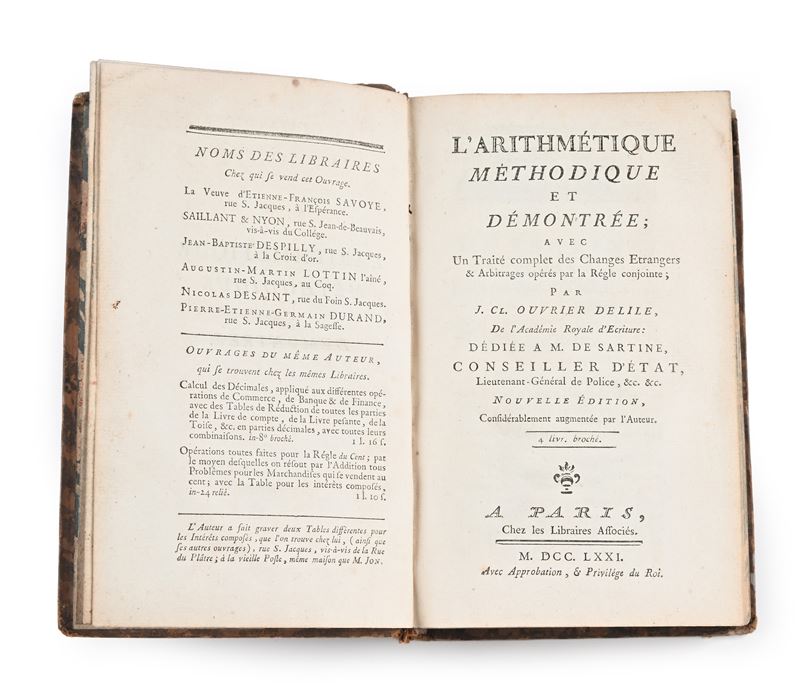 NOMS DES LIBRAIRES
Chez qui ſe vend cet Ouvrage.
La Veuve d'ETIENNE-FRANÇOIS SAVOYE,
rue S. Jacques, à l'Eſpérance.
SAILLANT & NYON, rue S. Jean-de-Beauvais,
vis-à-vis du Collége.
JEAN-BAPTISTE DESPILLY, rue S. Jacques,
à la Croix d'or.
AUGUSTIN-MARTIN LOTTIN l'aîné,
rue S. Jacques, au Coq.
NICOLAS DESAINT, rue du Foin S. Jacques.
PIERRE-ETIENNE-GERMAIN DURAND,
rue S. Jacques, à la Sageſſe.
OUVRAGES DU MÊME AUTEUR,
qui ſe trouvent chez les mêmes Libraires.
Calcul des Décimales, appliqué aux différentes opé-
rations de Commerce, de Banque & de Finance,
avec des Tables de Réduction de toutes les parties
de la Livre de compte, de la Livre peſante, de la
Toiſe, &c. en parties décimales, avec toutes leurs
combinaiſons. in-8° broché. 1 l. 16 ſ.
Opérations toutes faites pour la Régle du Cent; par
le moyen deſquelles on réſout par l'Addition tous
Problêmes pour les Marchandiſes qui ſe vendent au
cent; avec la Table pour les intérêts compoſés,
in-24 relié. 1 l. 10 ſ.
L'Auteur a fait graver deux Tables différentes pour
les Intérêts compoſés, que l'on trouve chez lui, (ainſi que
ſes autres ouvrages), rue S. Jacques, vis-à-vis de la Rue
du Plâtre; à la vieille Poſte, même maiſon que M. JON.
L'ARITHMÉTIQUE
MÉTHODIQUE
ET
DÉMONTRÉE;
AVEC
Un Traité complet des Changes Etrangers
& Arbitrages opérés par la Régle conjointe;
PAR
J. CL. OUVRIER DELILE,
De l'Académie Royale d'Ecriture:
DÉDIÉE A M. DE SARTINE,
CONSEILLER D'ÉTAT,
Lieutenant-Général de Police, &c. &c.
NOUVELLE ÉDITION,
Conſidérablement augmentée par l'Auteur.
4 livr. broché.
A PARIS,
Chez les Libraires Aſſociés.
M. DCC. LXXI.
Avec Approbation, & Privilége du Roi.